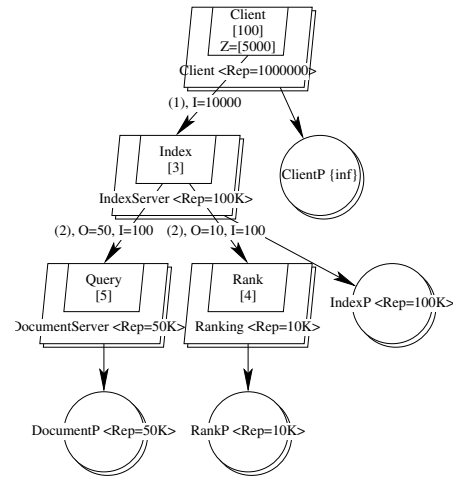 Client
[100]
Z=[5000]
Client <Rep=1000000>
(1), I=10000
Index
[3]
ClientP {inf}
IndexServer <Rep=100K>
(2), O=50, I=100 (2), O=10, I=100
Query
[5]
Rank
[4]
IndexP <Rep=100K>
DocumentServer <Rep=50K> Ranking <Rep=10K>
DocumentP <Rep=50K> RankP <Rep=10K>